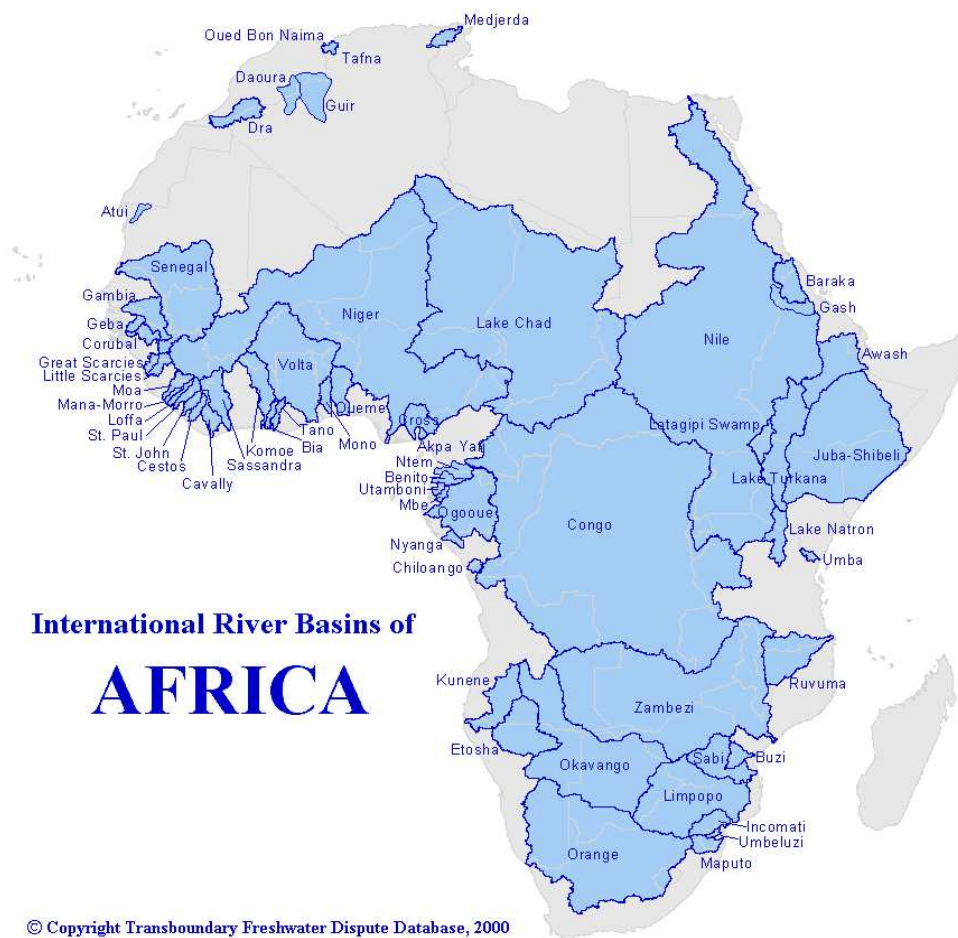 Medjerda
Oued Bon Naima
Tafna
Daoura
Guir
Dra
Atui
Senegal
Gambia
Geba
Corubal
Great Scarcies
Little Scarcies
Moa
Mana-Morro
Loffa
St. Paul
St. John
Cestos
Cavally
Sassandra
Komoe
Bia
Tano
Volta
Mono
Oueme
Niger
Cross
Akpa Yafi
Lake Chad
Nile
Baraka
Gash
Awash
Latagipi Swamp
Juba-Shibeli
Lake Turkana
Ntem
Benito
Utamboni
Mbe
Ogooue
Congo
Lake Natron
Umba
Nyanga
Chiloango
International River Basins of
AFRICA
Kunene
Zambezi
Ruvuma
Etosha
Okavango
Sabi
Buzi
Limpopo
Incomati
Umbeluzi
Maputo
Orange
© Copyright Transboundary Freshwater Dispute Database, 2000